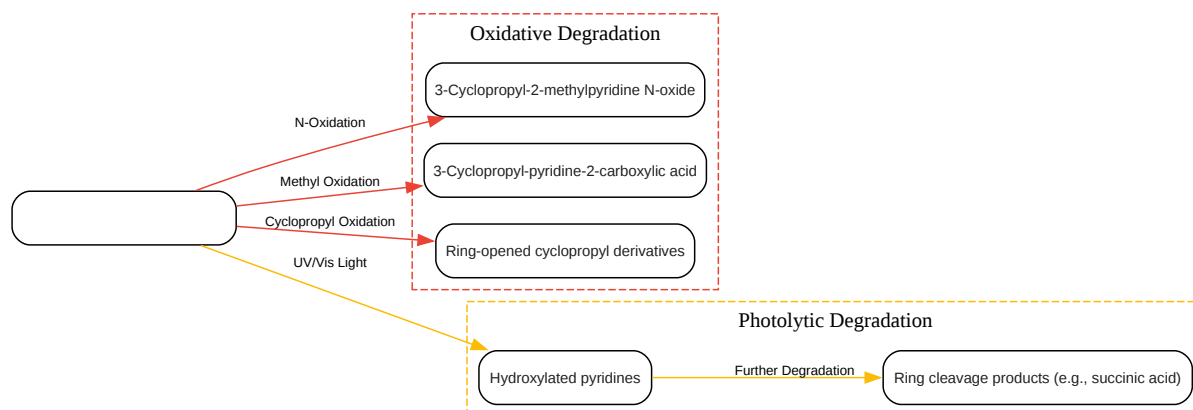 Oxidative Degradation
3-Cyclopropyl-2-methylpyridine N-oxide
N-Oxidation
3-Cyclopropyl-pyridine-2-carboxylic acid
Methyl Oxidation
Cyclopropyl Oxidation
Ring-opened cyclopropyl derivatives
UV/Vis Light
Photolytic Degradation
Hydroxylated pyridines
Further Degradation
Ring cleavage products (e.g., succinic acid)